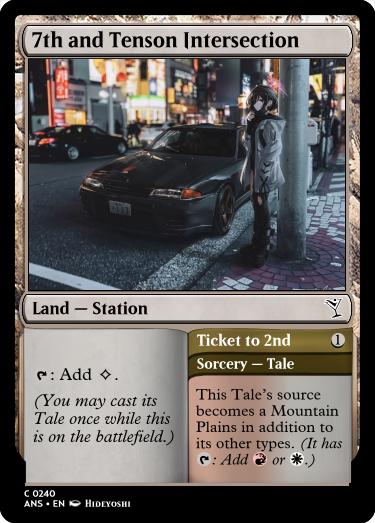 7th and Tenson Intersection
Land — Station
: Add .
(You may cast its
Tale once while this
is on the battlefield.)
Ticket to 2nd 1
Sorcery — Tale
This Tale's source
becomes a Mountain
Plains in addition to
its other types. (It has
: Add or .)
C 0240
ANS • EN HIDEYOSHI